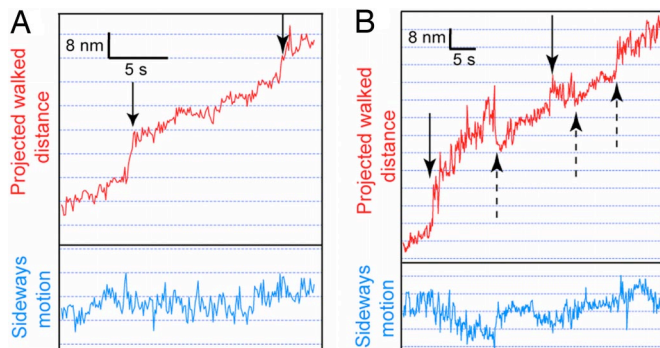 A
8 nm
5 s
Projected walked
distance
Sideways
motion
B
8 nm
5 s
Projected walked
distance
Sideways
motion